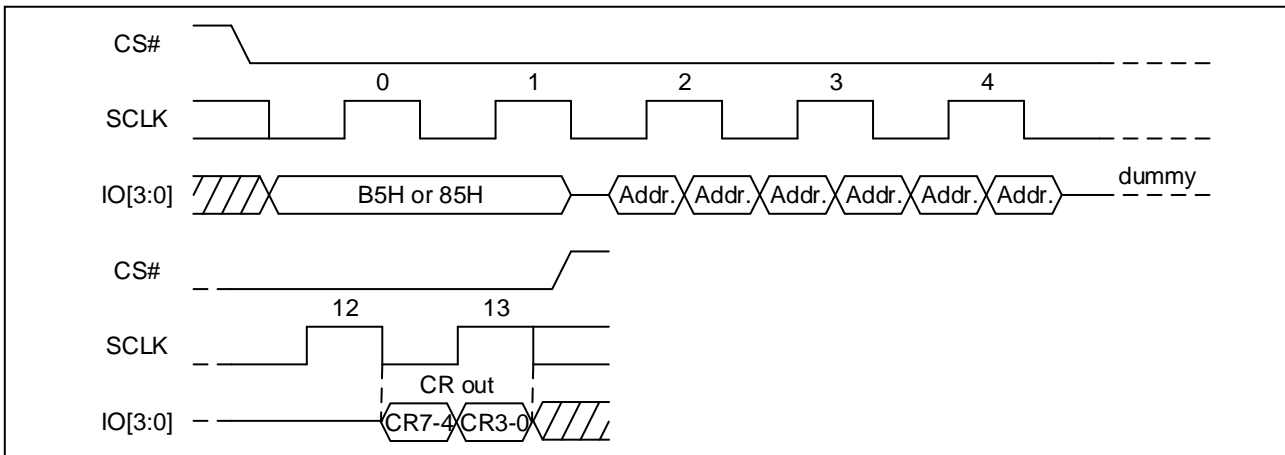 CS#
0 1 2 3 4
SCLK
IO[3:0] B5H or 85H Addr. Addr. Addr. Addr. Addr. Addr. dummy
CS#
12 13
SCLK
CR out
IO[3:0] CR7-4 CR3-0